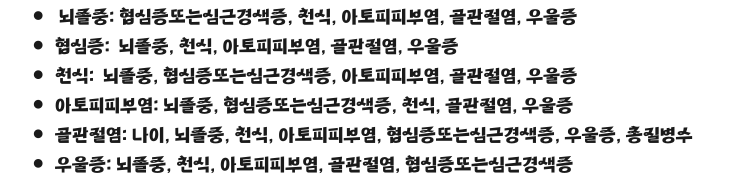 • 뇌졸중: 협심증또는심근경색증, 천식, 아토피피부염, 골관절염, 우울증
• 협심증: 뇌졸중, 천식, 아토피피부염, 골관절염, 우울증
• 천식: 뇌졸중, 협심증또는심근경색증, 아토피피부염, 골관절염, 우울증
• 아토피피부염: 뇌졸중, 협심증또는심근경색증, 천식, 골관절염, 우울증
• 골관절염: 나이, 뇌졸중, 천식, 아토피피부염, 협심증또는심근경색증, 우울증, 총질병수
• 우울증: 뇌졸중, 천식, 아토피피부염, 골관절염, 협심증또는심근경색증